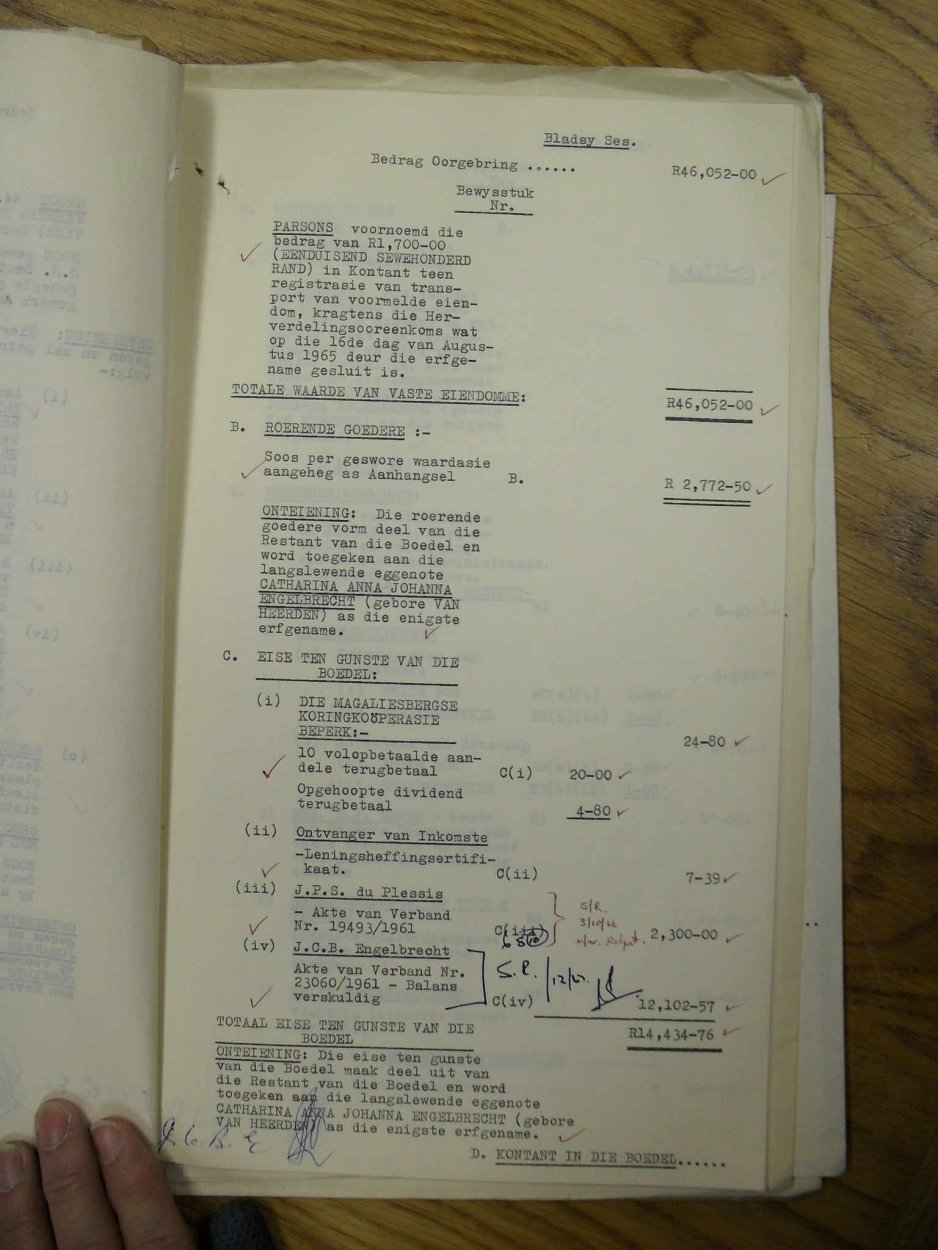 Bladsy Ses.
Bedrag Oorgebring ...... R46,052-00
Bewysstuk
Nr.
PARSONS voornoemd die
bedrag van R1,700-00
(EENDUISEND SEWEHONDERD
RAND) in Kontant teen
registrasie van trans-
port van voormelde eien-
dom, kragtens die Her-
verdelingsooreenkoms wat
op die 16de dag van Augus-
tus 1965 deur die erfge-
name gesluit is.
TOTALE WAARDE VAN VASTE EIENDOMME: R46,052-00
B. ROERENDE GOEDERE :-
Soos per geswore waardasie
aangeheg as Aanhangsel B. R 2,772-50
ONTEIENING: Die roerende
goedere vorm deel van die
Restant van die Boedel en
word toegeken aan die
langslewende eggenote
CATHARINA ANNA JOHANNA
ENGELBRECHT (gebore VAN
HEERDEN) as die enigste
erfgename.
C. EISE TEN GUNSTE VAN DIE
BOEDEL:
(i) DIE MAGALIESBERGSE
KORINGKOÖPERASIE
BEPERK:- 24-80
10 volopbetaalde aan-
dele terugbetaal C(i) 20-00
Opgehoopte dividend
terugbetaal 4-80
(ii) Ontvanger van Inkomste
-Leningsheffingsertifi-
kaat. C(ii) 7-39
(iii) J.P.S. du Plessis
- Akte van Verband S/R.
Nr. 19493/1961 C(iii) 2,300-00
(iv) J.C.B. Engelbrecht
Akte van Verband Nr. S.R.
23060/1961 - Balans
verskuldig C(iv) 12,102-57
TOTAAL EISE TEN GUNSTE VAN DIE
BOEDEL R14,434-76
ONTEIENING: Die eise ten gunste
van die Boedel maak deel uit van
die Restant van die Boedel en word
toegeken aan die langslewende eggenote
CATHARINA ANNA JOHANNA ENGELBRECHT (gebore
VAN HEERDEN) as die enigste erfgename.
J.C.B. E
D. KONTANT IN DIE BOEDEL......